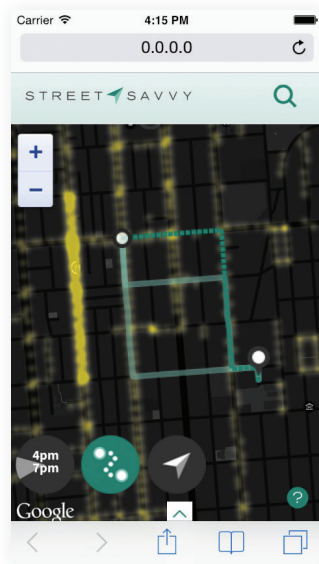 Carrier 4:15 PM
0.0.0.0
STREET SAVVY
+
−
4pm
7pm
?
Google